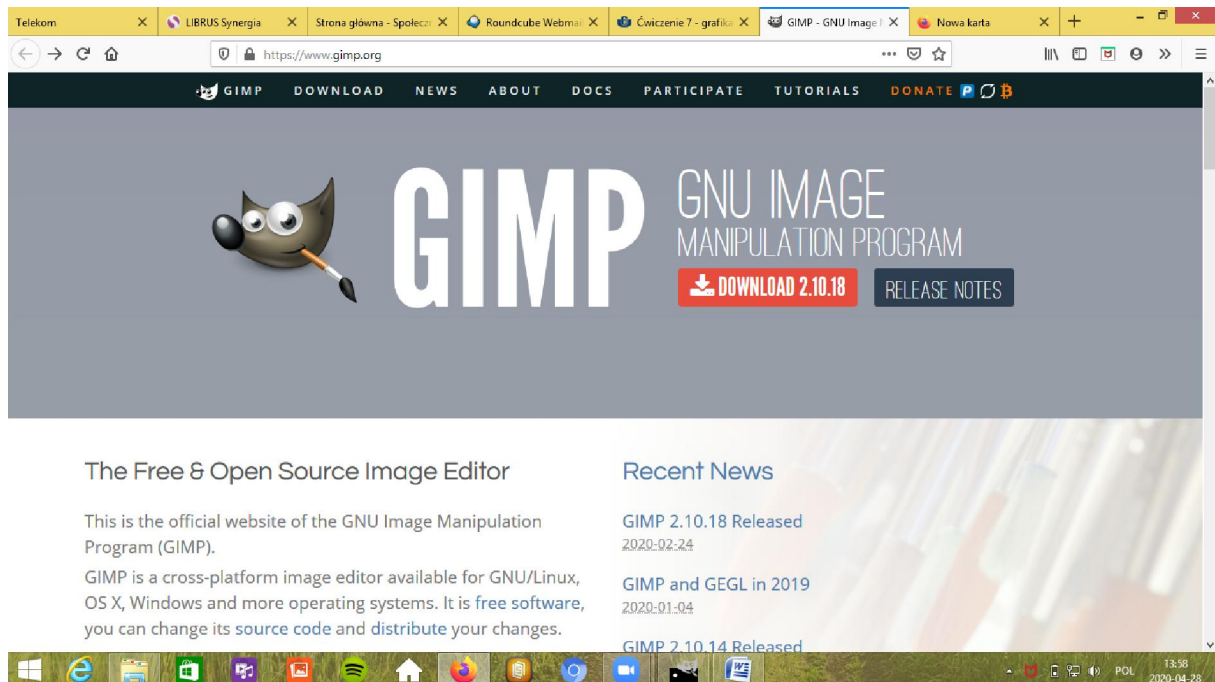 Telekom
LIBRUS Synergia
Strona główna - Społecz
Roundcube Webmail
Ćwiczenie 7 - grafika
GIMP - GNU Image
Nowa karta
https://www.gimp.org
GIMP DOWNLOAD NEWS ABOUT DOCS PARTICIPATE TUTORIALS DONATE
GIMP
GNU IMAGE
MANIPULATION PROGRAM
DOWNLOAD 2.10.18
RELEASE NOTES
The Free & Open Source Image Editor
This is the official website of the GNU Image Manipulation
Program (GIMP).
GIMP is a cross-platform image editor available for GNU/Linux,
OS X, Windows and more operating systems. It is free software,
you can change its source code and distribute your changes.
Recent News
GIMP 2.10.18 Released
2020-02-24
GIMP and GEGL in 2019
2020-01-04
GIMP 2.10.14 Released
POL
13:58
2020-04-28